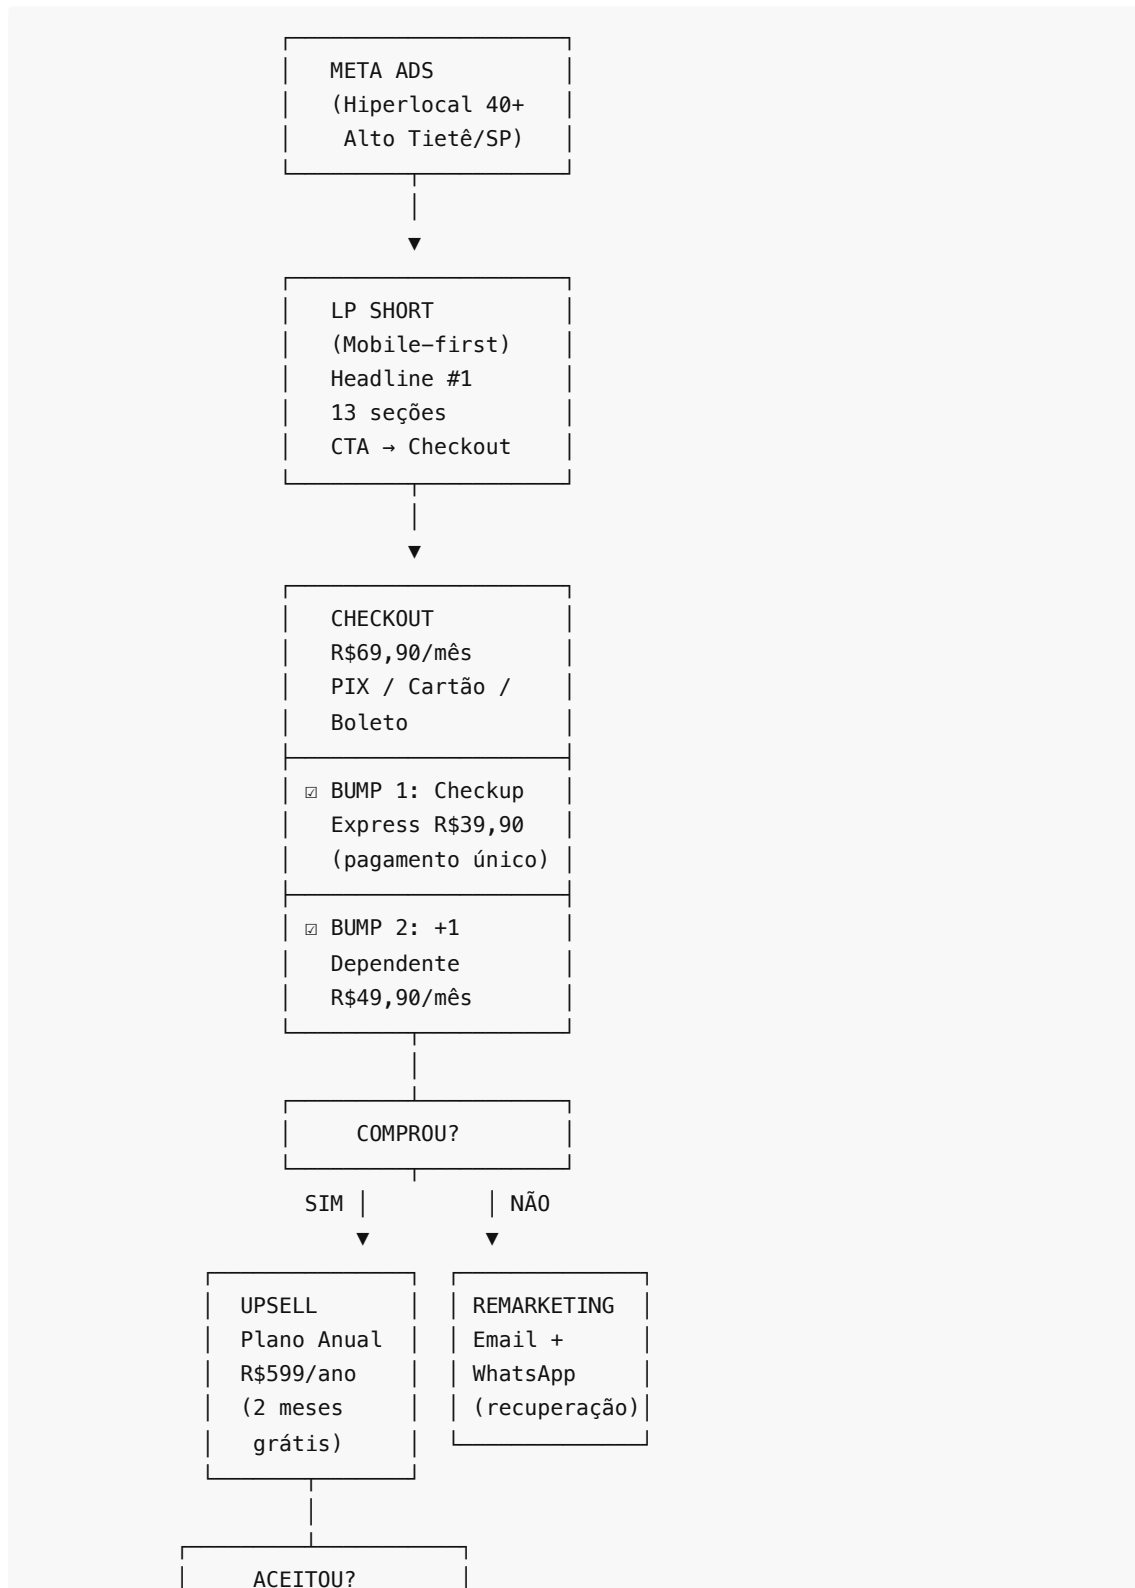 META ADS
(Hiperlocal 40+
Alto Tietê/SP)
▼
LP SHORT
(Mobile-first)
Headline #1
13 seções
CTA → Checkout
▼
CHECKOUT
R$69,90/mês
PIX / Cartão /
Boleto
☑ BUMP 1: Checkup
Express R$39,90
(pagamento único)
☑ BUMP 2: +1
Dependente
R$49,90/mês
COMPROU?
SIM NÃO
▼ ▼
UPSELL
Plano Anual
R$599/ano
(2 meses
grátis)
REMARKETING
Email +
WhatsApp
(recuperação)
ACEITOU?